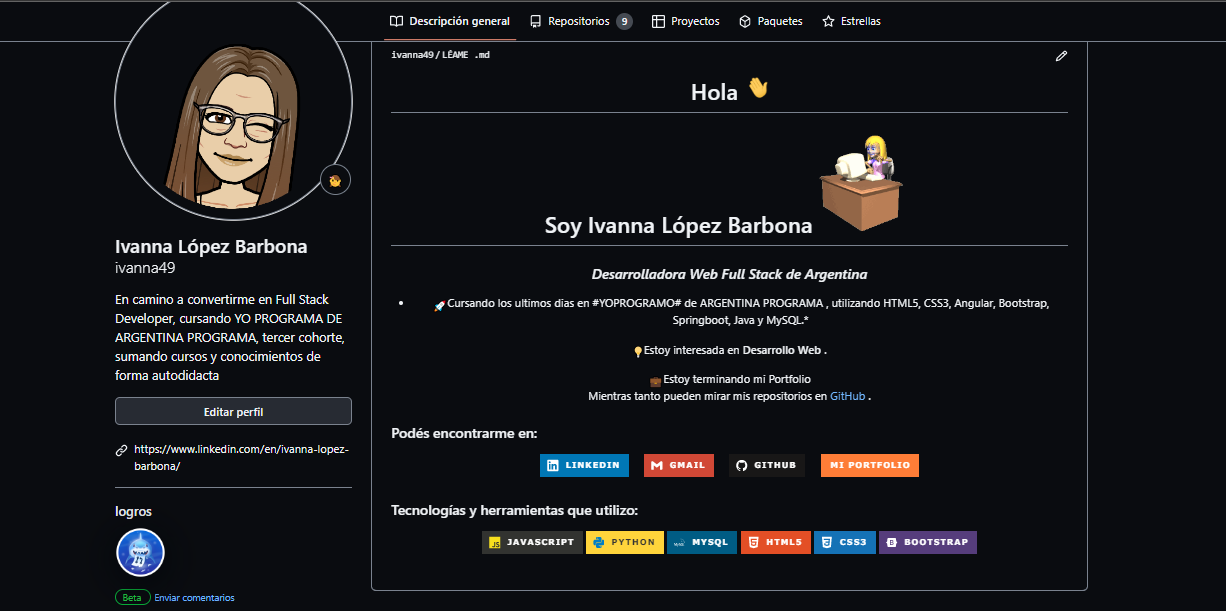 Descripción general
Repositorios 9
Proyectos
Paquetes
Estrellas
Ivanna López Barbona
ivanna49
En camino a convertirme en Full Stack
Developer, cursando YO PROGRAMA DE
ARGENTINA PROGRAMA, tercer cohorte,
sumando cursos y conocimientos de
forma autodidacta
Editar perfil
https://www.linkedin.com/en/ivanna-lopez-
barbona/
logros
Beta Enviar comentarios
ivanna49/LÉAME .md
Hola 👋
Soy Ivanna López Barbona
Desarrolladora Web Full Stack de Argentina
• 🚀Cursando los ultimos dias en #YOPROGRAMO# de ARGENTINA PROGRAMA , utilizando HTML5, CSS3, Angular, Bootstrap,
Springboot, Java y MySQL.*
💡Estoy interesada en Desarrollo Web .
💼Estoy terminando mi Portfolio
Mientras tanto pueden mirar mis repositorios en GitHub .
Podés encontrarme en:
LINKEDIN
GMAIL
GITHUB
MI PORTFOLIO
Tecnologías y herramientas que utilizo:
JS JAVASCRIPT
PYTHON
MYSQL
HTML5
CSS3
B BOOTSTRAP